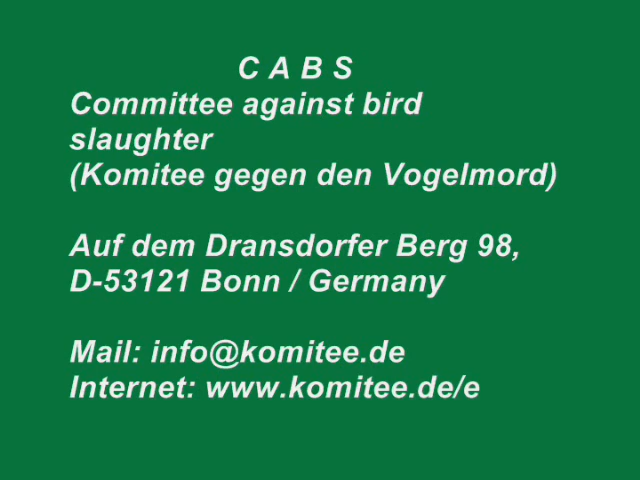 C A B S
Committee against bird
slaughter
(Komitee gegen den Vogelmord)
Auf dem Dransdorfer Berg 98,
D-53121 Bonn / Germany
Mail: info@komitee.de
Internet: www.komitee.de/e